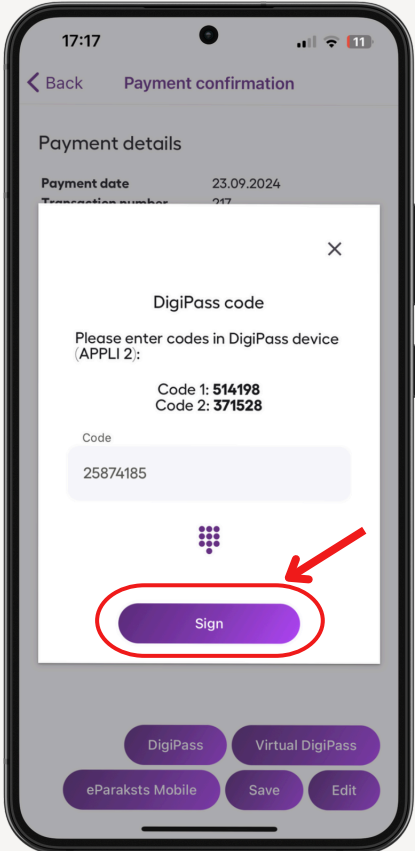 17:17
11
Back Payment confirmation
Payment details
Payment date 23.09.2024
Transaction number 217
DigiPass code
Please enter codes in DigiPass device
(APPLI 2):
Code 1: 514198
Code 2: 371528
Code
25874185
Sign
DigiPass Virtual DigiPass
eParaksts Mobile Save Edit